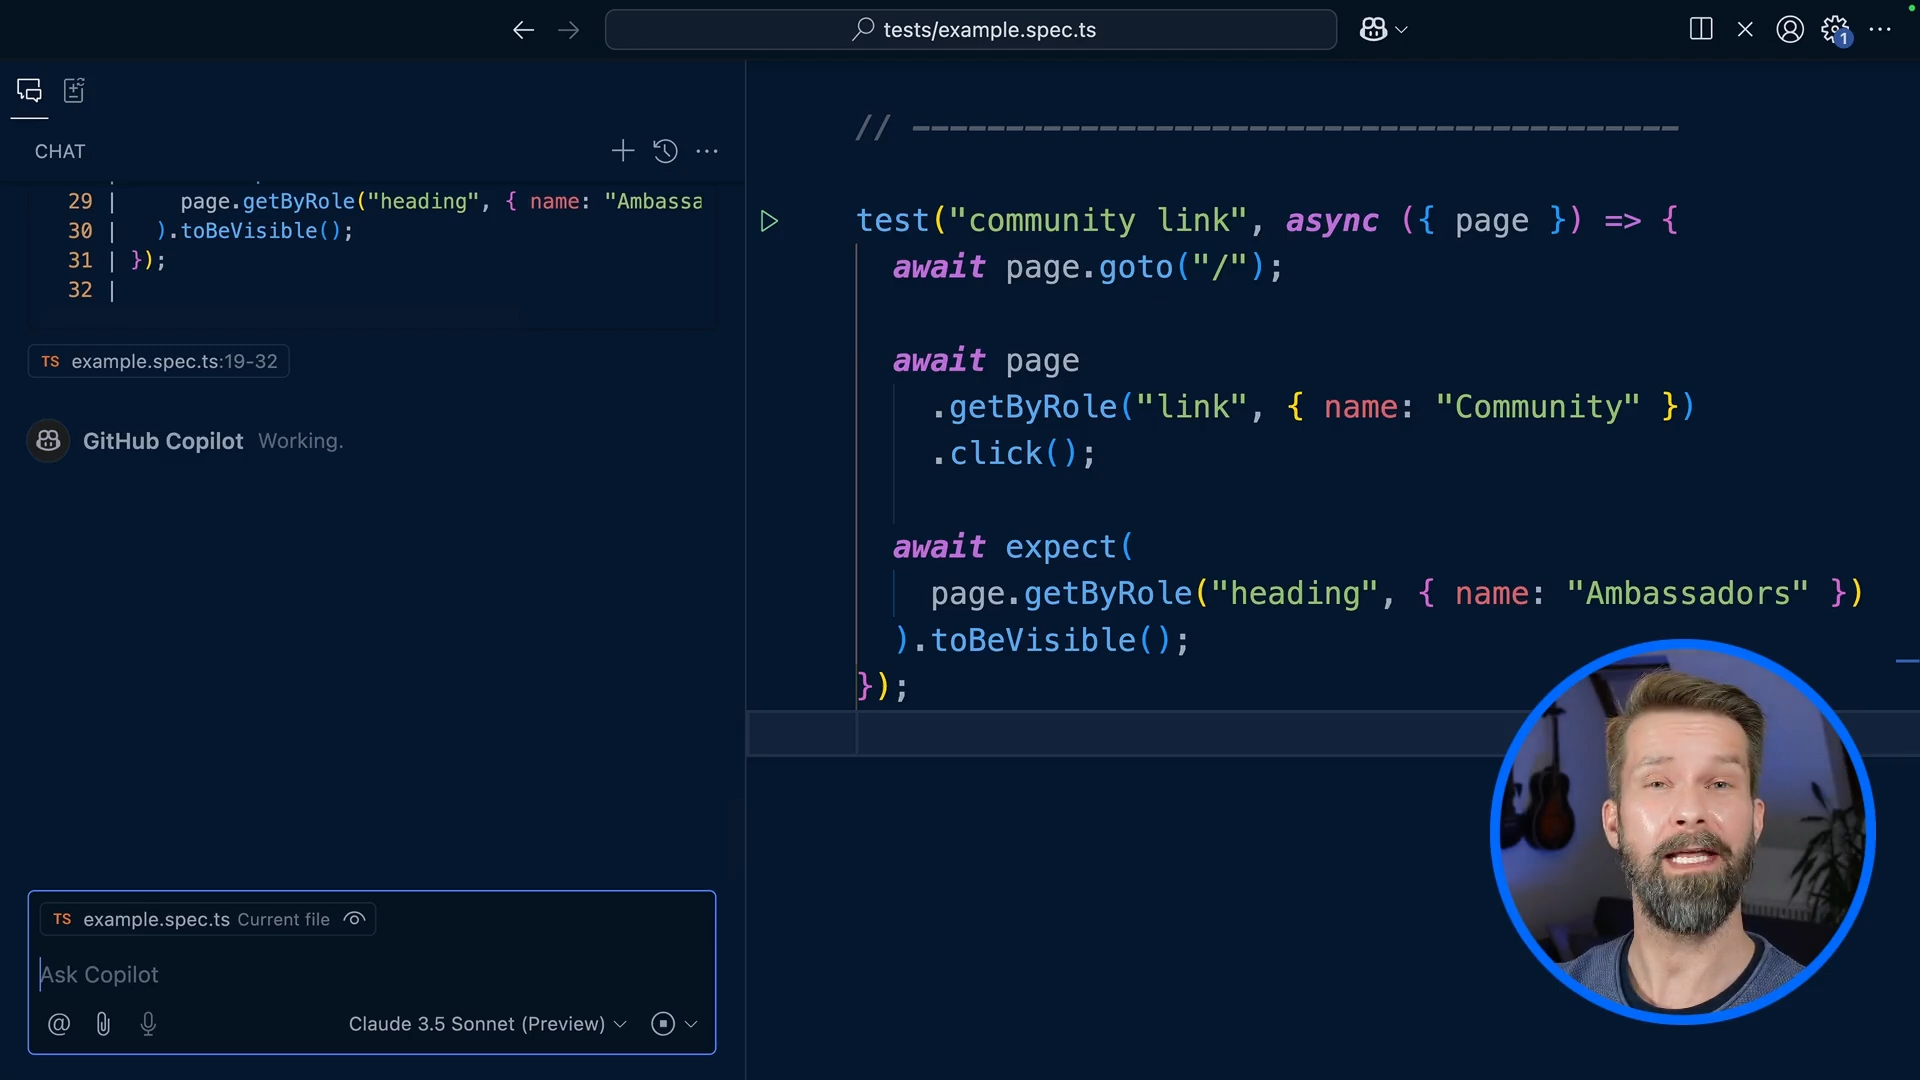 tests/example.spec.ts
1
CHAT
29 | page.getByRole("heading", { name: "Ambassa
30 | ).toBeVisible();
31 | });
32 |
TS example.spec.ts:19-32
GitHub Copilot Working.
TS example.spec.ts Current file
Ask Copilot
@ Claude 3.5 Sonnet (Preview)
// -----------------------------------------
test("community link", async ({ page }) => {
await page.goto("/");
await page
.getByRole("link", { name: "Community" })
.click();
await expect(
page.getByRole("heading", { name: "Ambassadors" })
).toBeVisible();
});